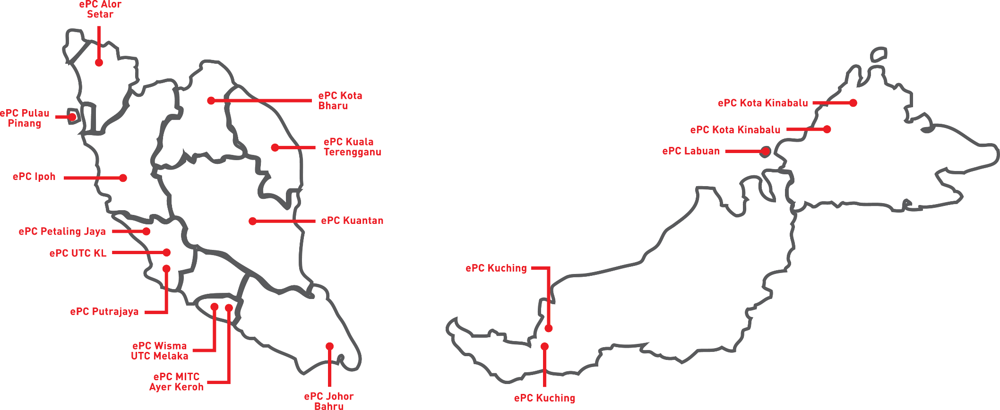 ePC Alor
Setar
ePC Kota
Bharu
ePC Pulau
Pinang
ePC Kuala
Terengganu
ePC Ipoh
ePC Kuantan
ePC Petaling Jaya
ePC UTC KL
ePC Putrajaya
ePC Wisma
UTC Melaka
ePC MITC
Ayer Keroh
ePC Johor
Bahru
ePC Kota Kinabalu
ePC Kota Kinabalu
ePC Labuan
ePC Kuching
ePC Kuching